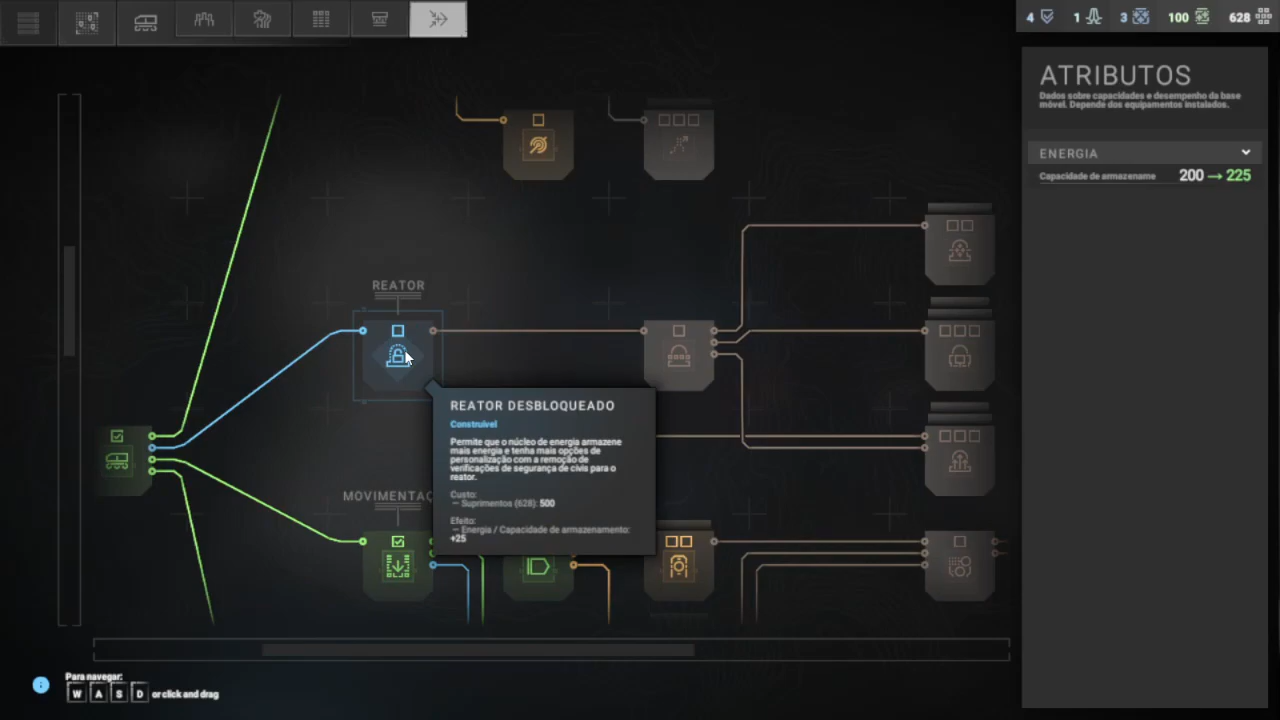 4
1
3
100
628
ATRIBUTOS
Dados sobre capacidades e desempenho da base
móvel. Depende dos equipamentos instalados.
ENERGIA
Capacidade de armazename 200 → 225
REATOR
REATOR DESBLOQUEADO
Construível
Permite que o núcleo de energia armazene
mais energia e tenha mais opções de
personalização com a remoção de
verificações de segurança de civis para o
reator.
Custo:
– Suprimentos (628): 500
Efeito:
– Energia / Capacidade de armazenamento:
+25
MOVIMENTAÇ
Para navegar:
W A S D or click and drag